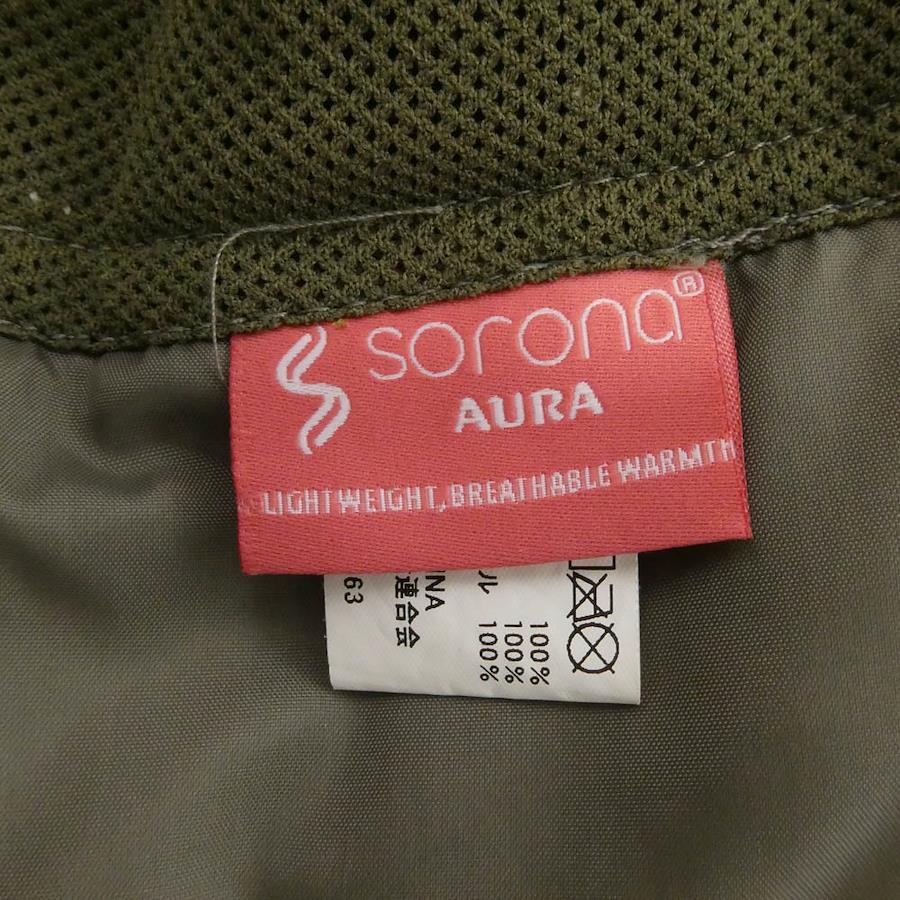 sorona®
AURA
LIGHTWEIGHT, BREATHABLE WARMTH
100%
100%
ル 100%
NA
連合会
63